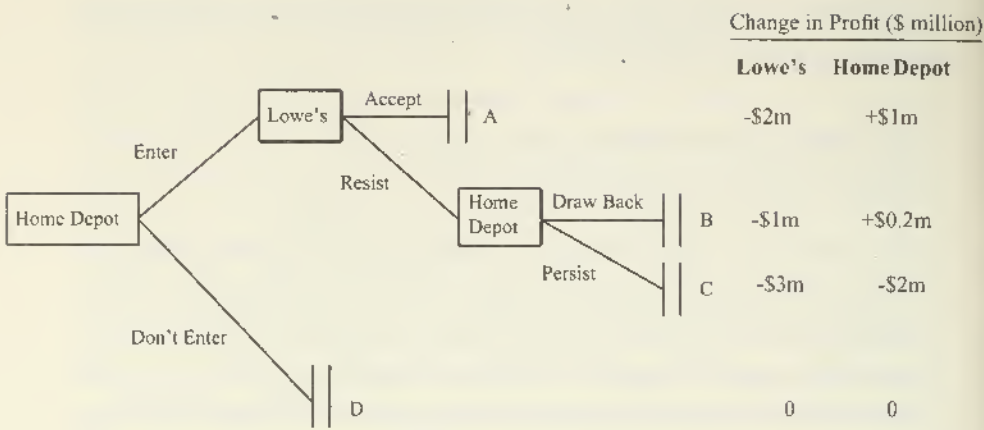 Change in Profit ($ million)
Lowe's Home Depot
Accept
Lowe's
A
-$2m +$1m
Enter
Resist
Home Depot
Home
Depot
Draw Back
B
-$1m +$0.2m
Persist
C
-$3m -$2m
Don't Enter
D
0 0